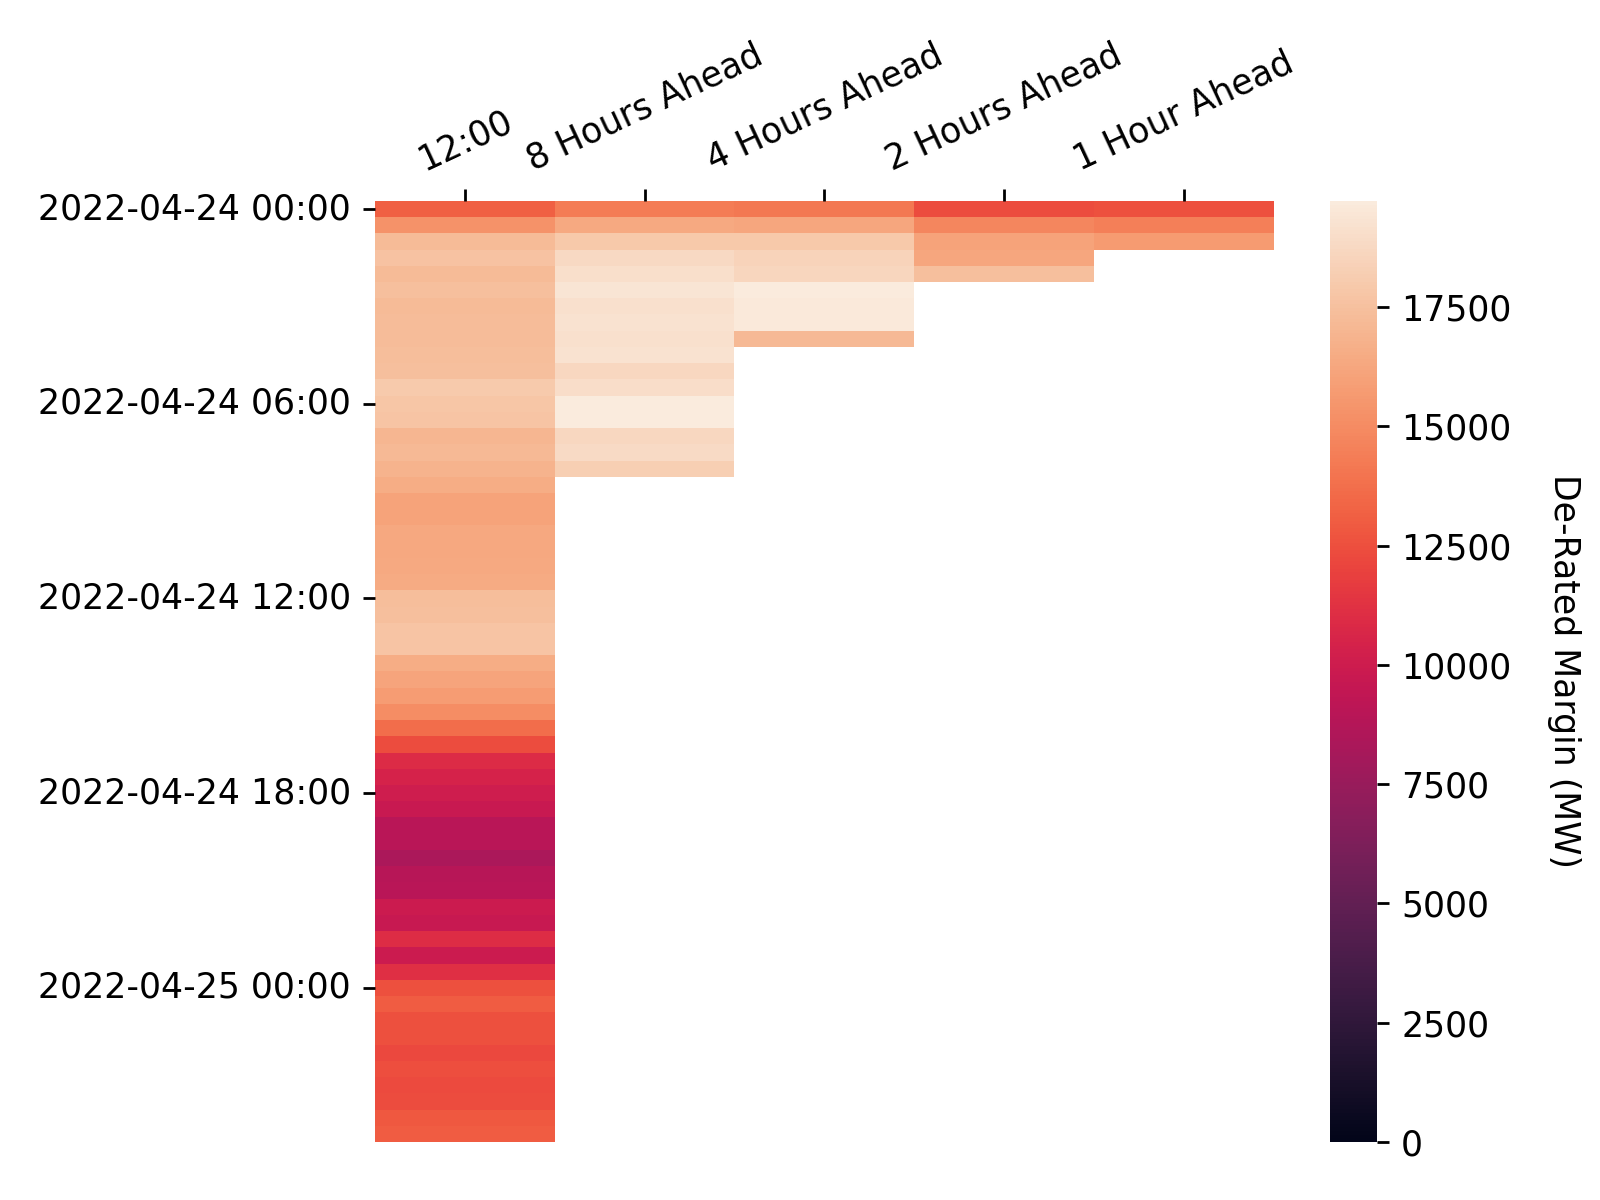 12:00
8 Hours Ahead
4 Hours Ahead
2 Hours Ahead
1 Hour Ahead
2022-04-24 00:00
2022-04-24 06:00
2022-04-24 12:00
2022-04-24 18:00
2022-04-25 00:00
17500
15000
12500
10000
7500
5000
2500
0
De-Rated Margin (MW)